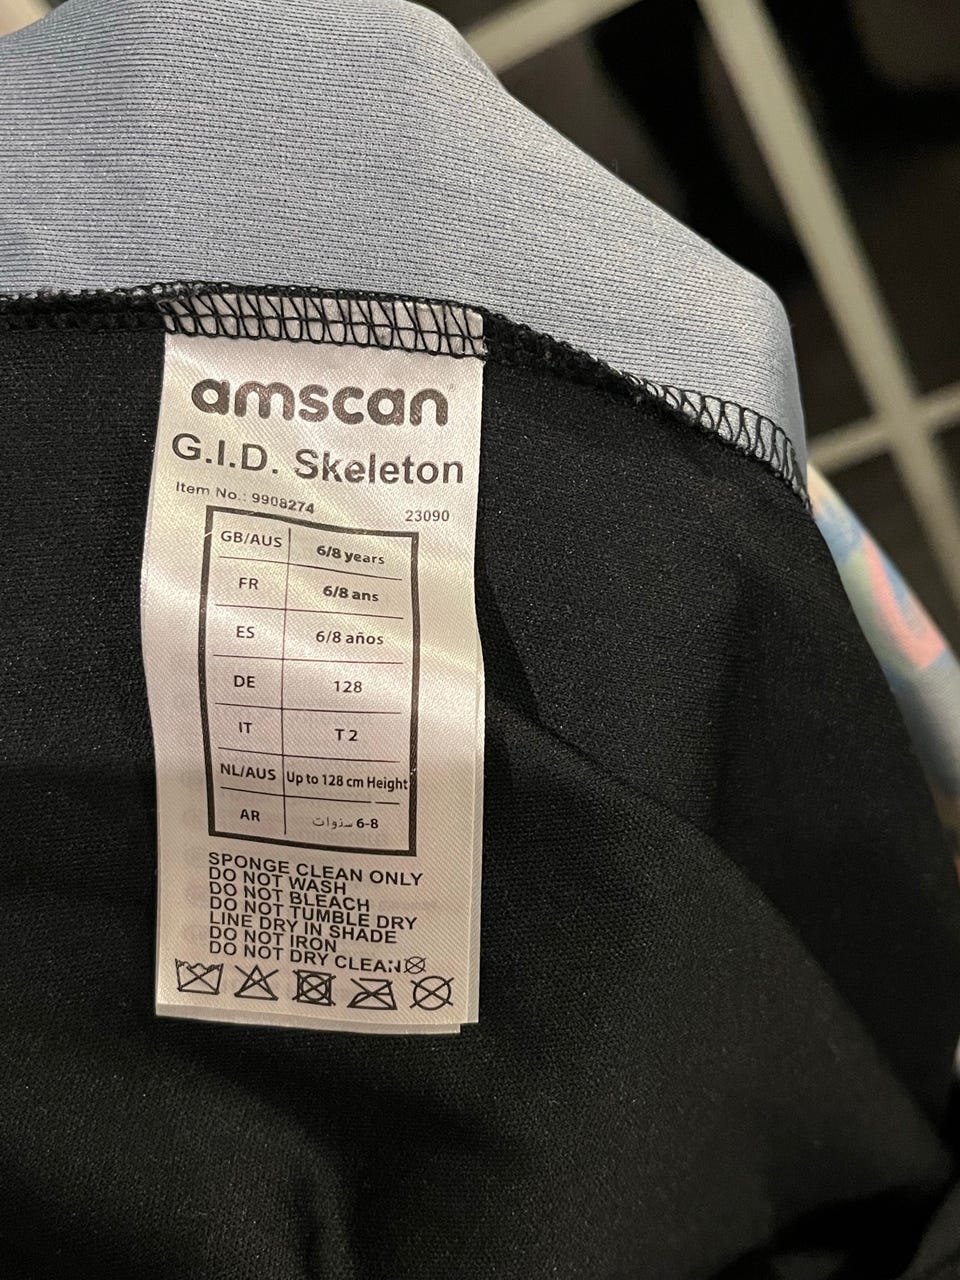 amscan
G.I.D. Skeleton
Item No.: 9908274
23090
GB/AUS 6/8 years
FR 6/8 ans
ES 6/8 años
DE 128
IT T 2
NL/AUS Up to 128 cm Height
AR 6-8 سنوات
SPONGE CLEAN ONLY
DO NOT WASH
DO NOT BLEACH
DO NOT TUMBLE DRY
LINE DRY IN SHADE
DO NOT IRON
DO NOT DRY CLEAN